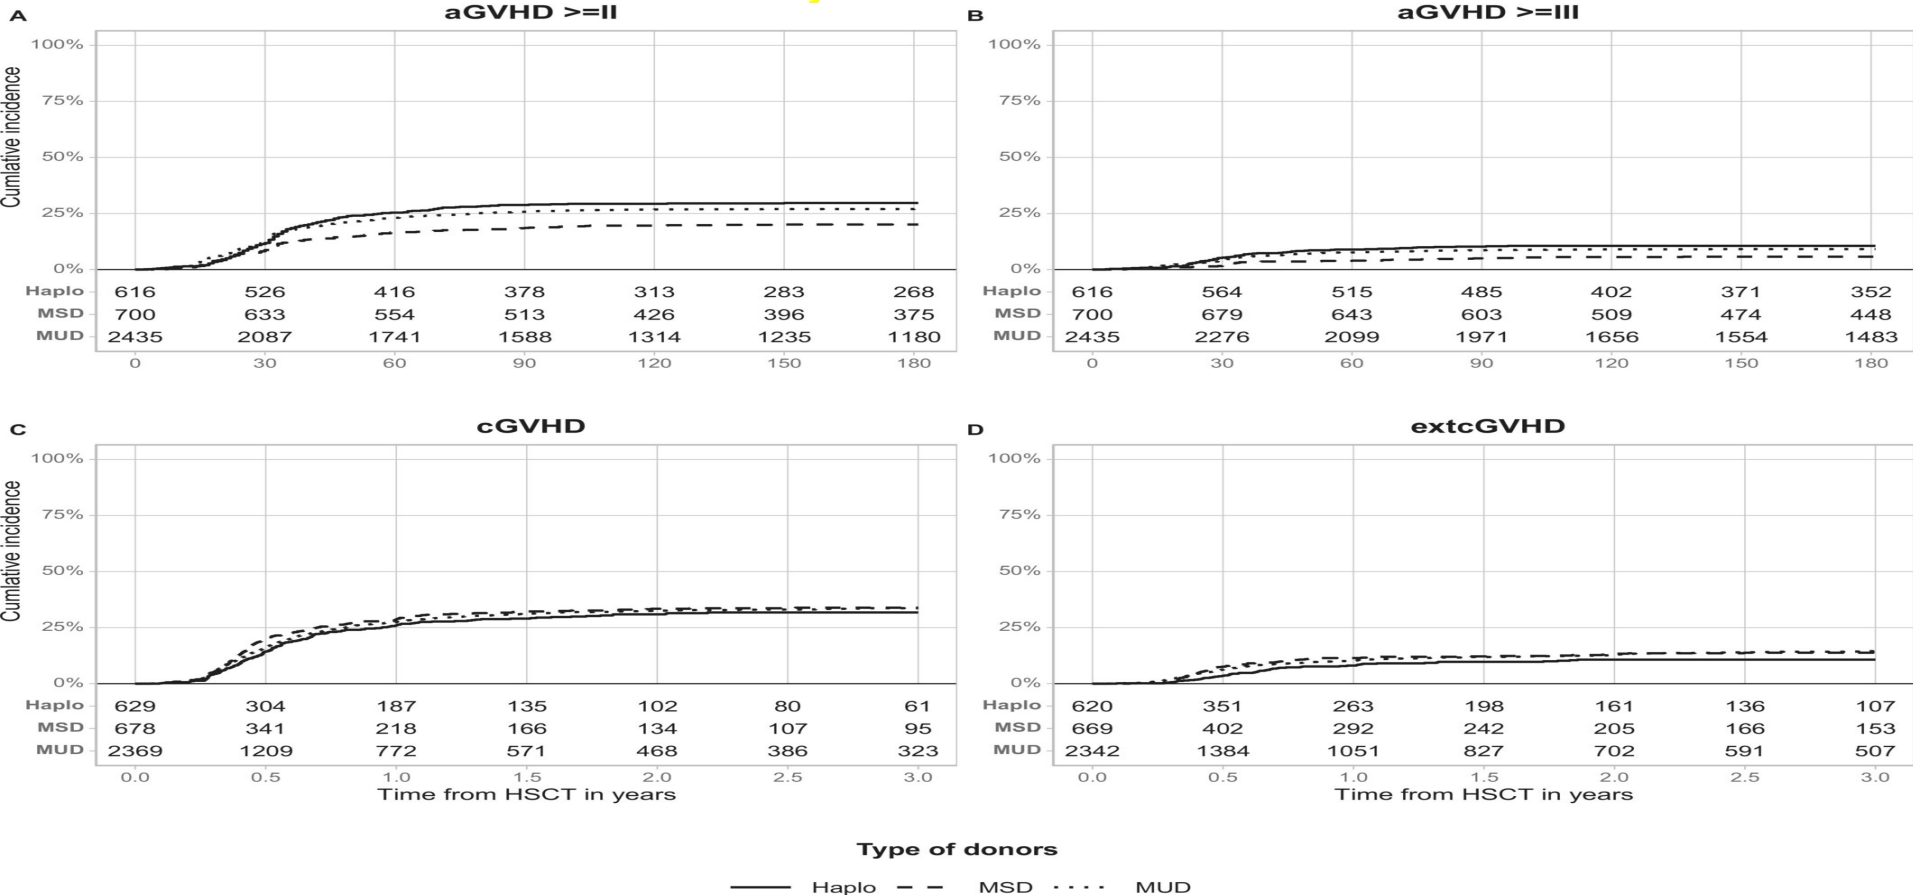 A aGVHD >=II
Cumlative incidence
100%
75%
50%
25%
0%
Haplo 616 526 416 378 313 283 268
MSD 700 633 554 513 426 396 375
MUD 2435 2087 1741 1588 1314 1235 1180
0 30 60 90 120 150 180
B aGVHD >=III
100%
75%
50%
25%
0%
Haplo 616 564 515 485 402 371 352
MSD 700 679 643 603 509 474 448
MUD 2435 2276 2099 1971 1656 1554 1483
0 30 60 90 120 150 180
C cGVHD
Cumlative incidence
100%
75%
50%
25%
0%
Haplo 629 304 187 135 102 80 61
MSD 678 341 218 166 134 107 95
MUD 2369 1209 772 571 468 386 323
0.0 0.5 1.0 1.5 2.0 2.5 3.0
Time from HSCT in years
D extcGVHD
100%
75%
50%
25%
0%
Haplo 620 351 263 198 161 136 107
MSD 669 402 292 242 205 166 153
MUD 2342 1384 1051 827 702 591 507
0.0 0.5 1.0 1.5 2.0 2.5 3.0
Time from HSCT in years
Type of donors
Haplo MSD MUD